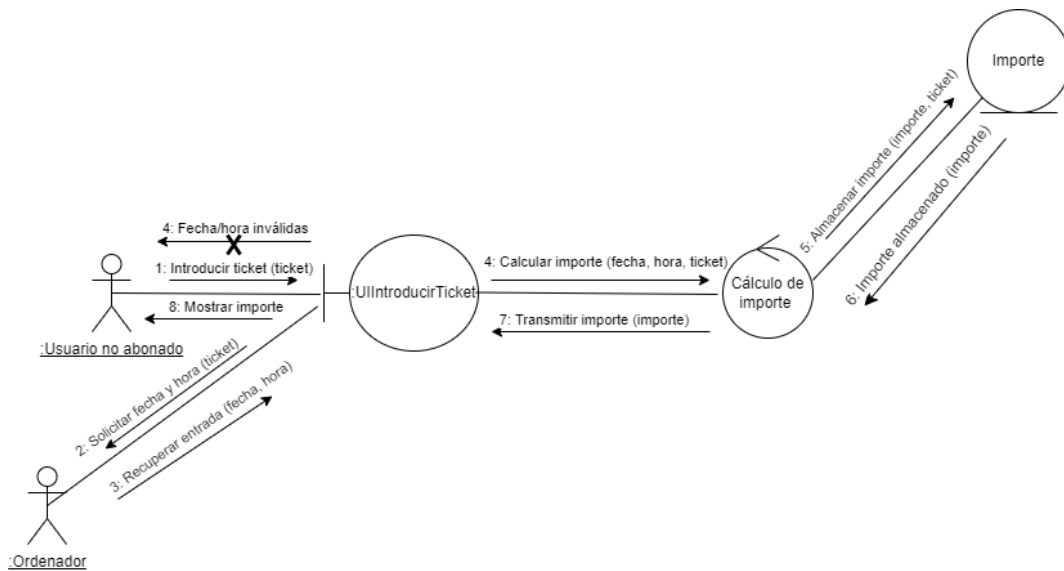 Importe
5: Almacenar importe (importe, ticket)
6: Importe almacenado (importe)
4: Fecha/hora inválidas
1: Introducir ticket (ticket)
8: Mostrar importe
:Usuario no abonado
:UIIntroducirTicket
4: Calcular importe (fecha, hora, ticket)
7: Transmitir importe (importe)
Cálculo de
importe
2: Solicitar fecha y hora (ticket)
3: Recuperar entrada (fecha, hora)
:Ordenador